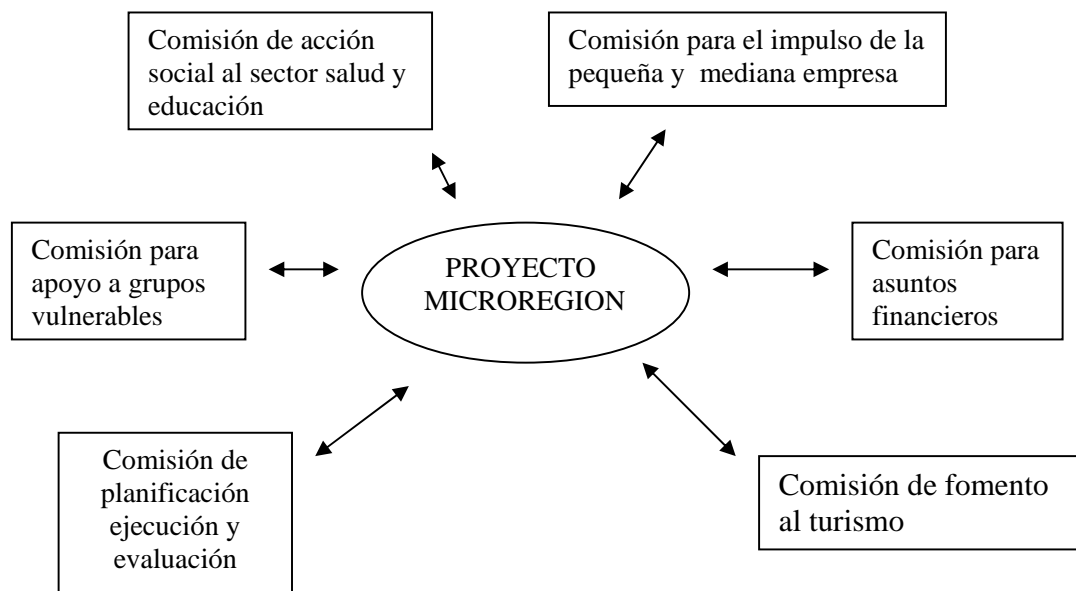 Comisión de acción
social al sector salud y
educación
Comisión para el impulso de la
pequeña y mediana empresa
Comisión para
apoyo a grupos
vulnerables
PROYECTO
MICROREGION
Comisión para
asuntos
financieros
Comisión de
planificación
ejecución y
evaluación
Comisión de fomento
al turismo